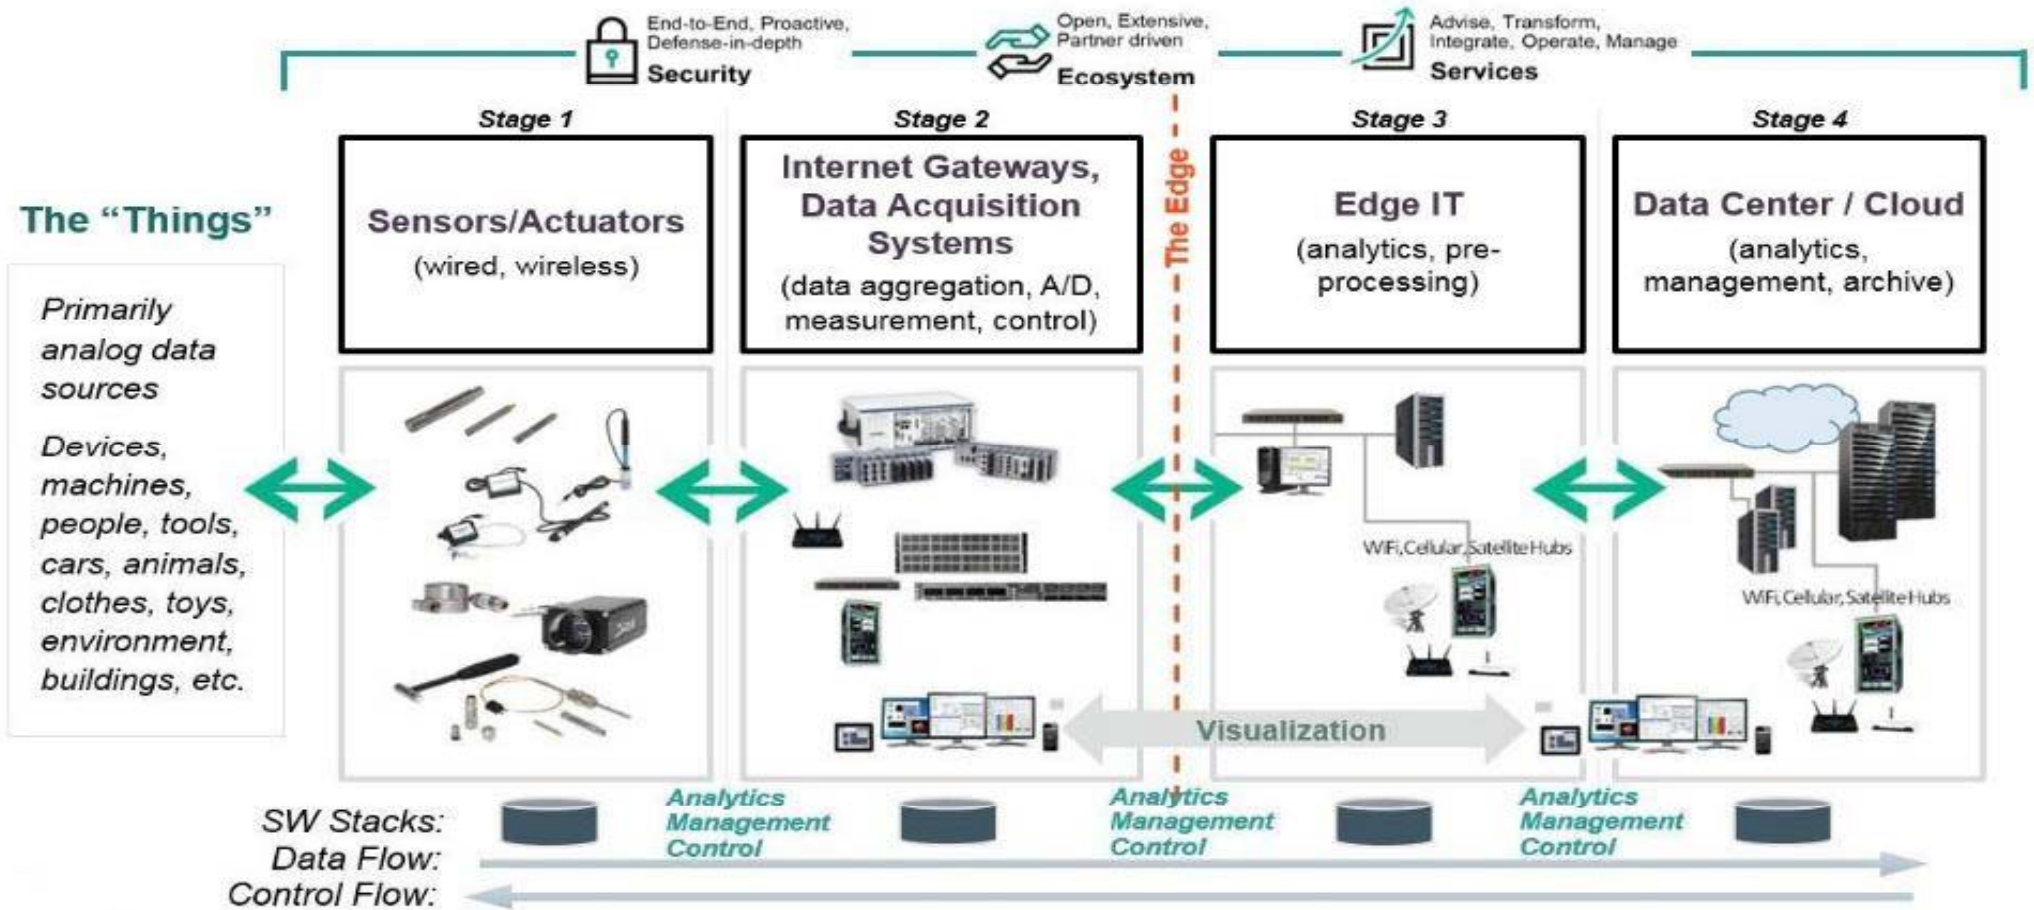 End-to-End, Proactive,
Defense-in-depth
Security
Open, Extensive,
Partner driven
Ecosystem
Advise, Transform,
Integrate, Operate, Manage
Services
Stage 1
Stage 2
Stage 3
Stage 4
The “Things”
Primarily
analog data
sources
Devices,
machines,
people, tools,
cars, animals,
clothes, toys,
environment,
buildings, etc.
Sensors/Actuators
(wired, wireless)
Internet Gateways,
Data Acquisition
Systems
(data aggregation, A/D,
measurement, control)
The Edge
Edge IT
(analytics, pre-
processing)
Data Center / Cloud
(analytics,
management, archive)
WiFi, Cellular, Satellite Hubs
WiFi, Cellular, Satellite Hubs
Visualization
SW Stacks:
Analytics
Management
Control
Analytics
Management
Control
Analytics
Management
Control
Data Flow:
Control Flow: